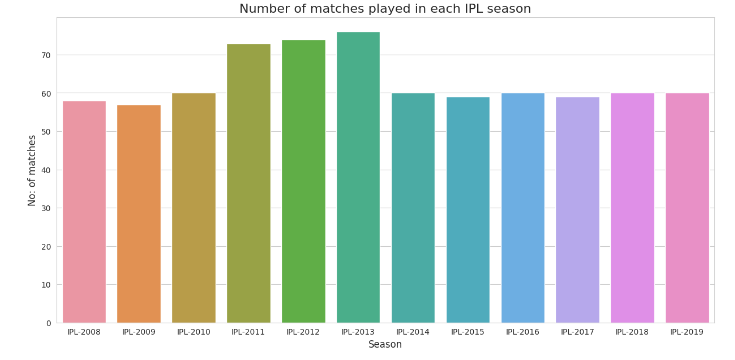 Number of matches played in each IPL season
No: of matches
70
60
50
40
30
20
10
0
IPL-2008 IPL-2009 IPL-2010 IPL-2011 IPL-2012 IPL-2013 IPL-2014 IPL-2015 IPL-2016 IPL-2017 IPL-2018 IPL-2019
Season